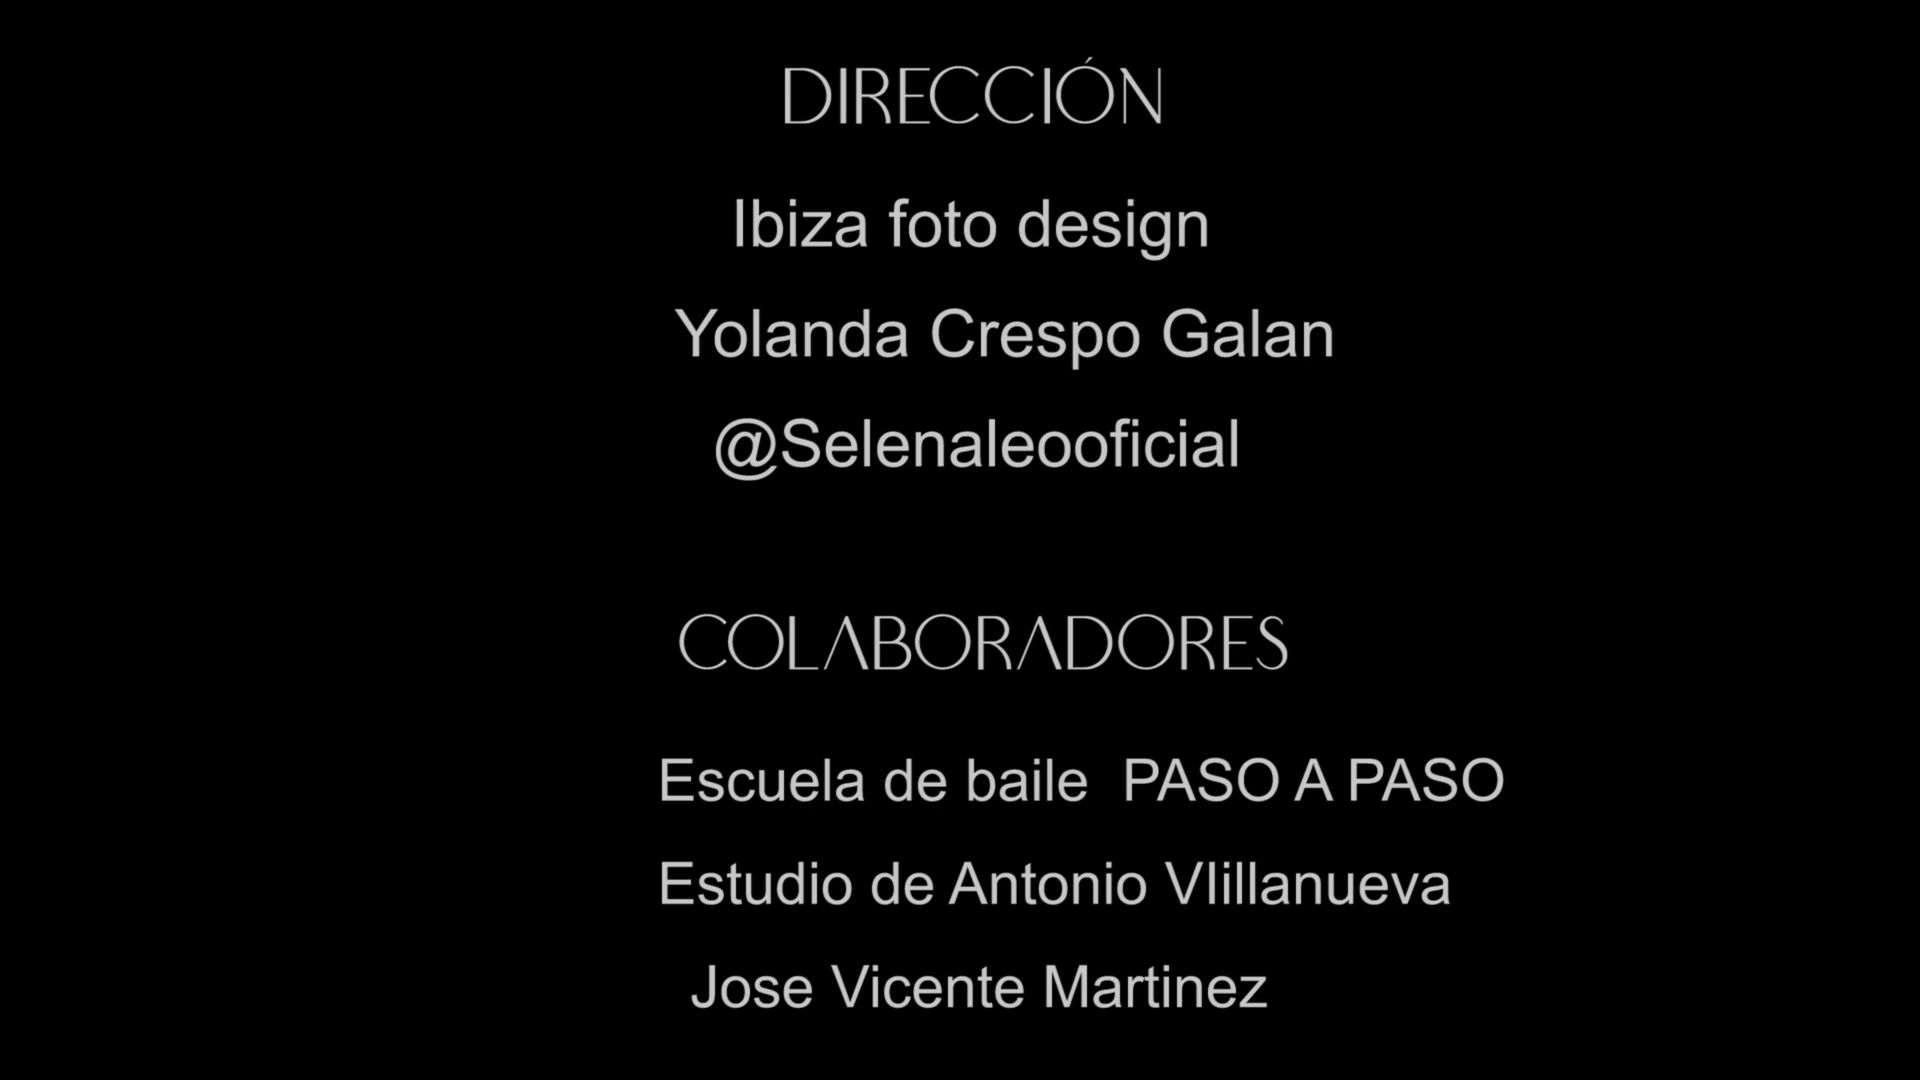 DIRECCIÓN
Ibiza foto design
Yolanda Crespo Galan
@Selenaleooficial
COLABORADORES
Escuela de baile  PASO A PASO
Estudio de Antonio VIillanueva
Jose Vicente Martinez